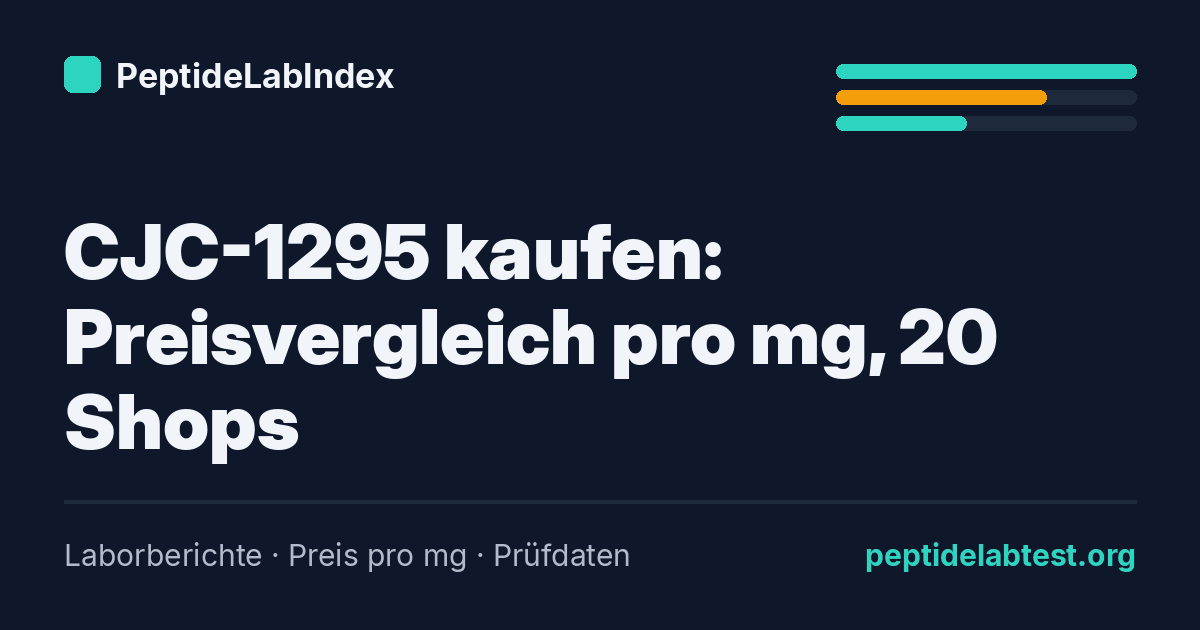 PeptideLabIndex
CJC-1295 kaufen:
Preisvergleich pro mg, 20
Shops
Laborberichte · Preis pro mg · Prüfdaten
peptidelabtest.org